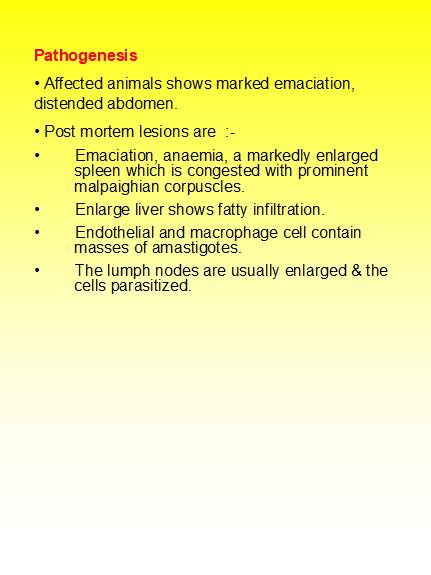 Pathogenesis
• Affected animals shows marked emaciation,
distended abdomen.
• Post mortem lesions are :-
• Emaciation, anaemia, a markedly enlarged
spleen which is congested with prominent
malpaighian corpuscles.
• Enlarge liver shows fatty infiltration.
• Endothelial and macrophage cell contain
masses of amastigotes.
• The lumph nodes are usually enlarged & the
cells parasitized.